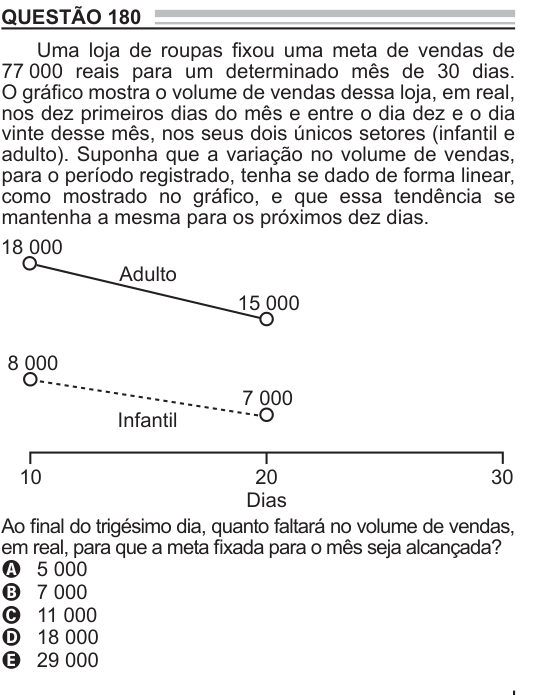 QUESTÃO 180
Uma loja de roupas fixou uma meta de vendas de
77 000 reais para um determinado mês de 30 dias.
O gráfico mostra o volume de vendas dessa loja, em real,
nos dez primeiros dias do mês e entre o dia dez e o dia
vinte desse mês, nos seus dois únicos setores (infantil e
adulto). Suponha que a variação no volume de vendas,
para o período registrado, tenha se dado de forma linear,
como mostrado no gráfico, e que essa tendência se
mantenha a mesma para os próximos dez dias.
18 000
Adulto
15 000
8 000
7 000
Infantil
10 20 30
Dias
Ao final do trigésimo dia, quanto faltará no volume de vendas,
em real, para que a meta fixada para o mês seja alcançada?
A 5 000
B 7 000
C 11 000
D 18 000
E 29 000